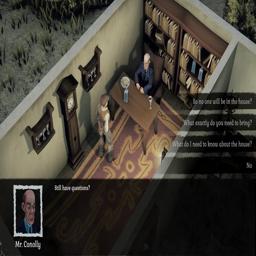 So no one will be in the house?
What exactly do you need to bring?
What do I need to know about the house?
No
Still have questions?
Mr. Conolly